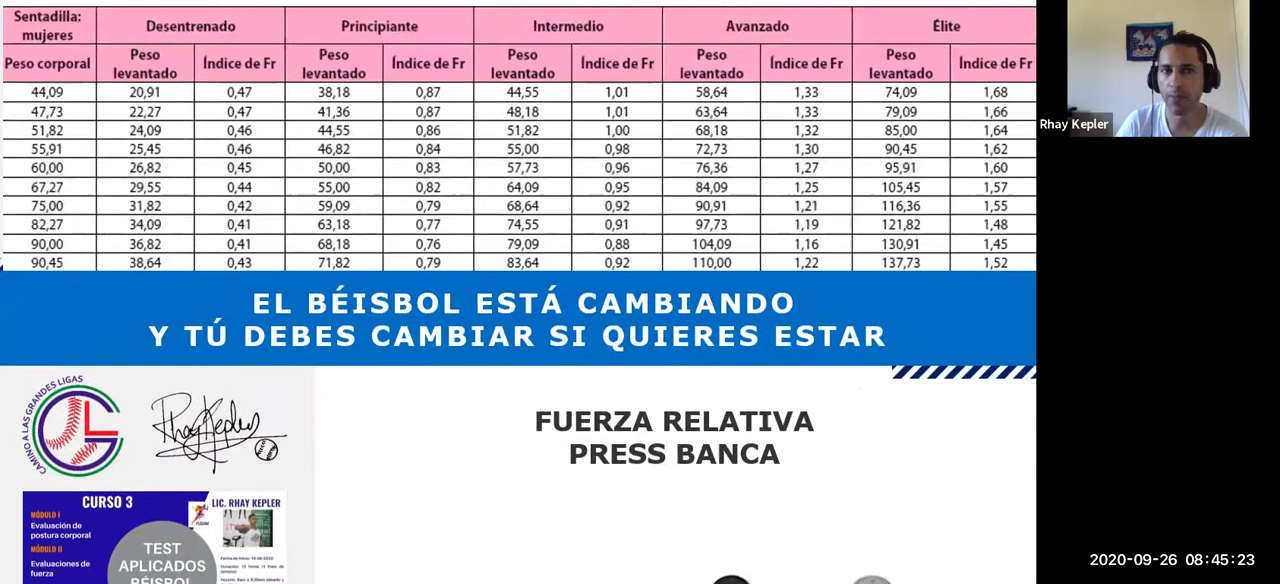 Sentadilla: mujeres Desentrenado Principiante Intermedio Avanzado Élite
Peso corporal Peso levantado Índice de Fr Peso levantado Índice de Fr Peso levantado Índice de Fr Peso levantado Índice de Fr Peso levantado Índice de Fr
44,09 20,91 0,47 38,18 0,87 44,55 1,01 58,64 1,33 74,09 1,68
47,73 22,27 0,47 41,36 0,87 48,18 1,01 63,64 1,33 79,09 1,66
51,82 24,09 0,46 44,55 0,86 51,82 1,00 68,18 1,32 85,00 1,64
55,91 25,45 0,46 46,82 0,84 55,00 0,98 72,73 1,30 90,45 1,62
60,00 26,82 0,45 50,00 0,83 57,73 0,96 76,36 1,27 95,91 1,60
67,27 29,55 0,44 55,00 0,82 64,09 0,95 84,09 1,25 105,45 1,57
75,00 31,82 0,42 59,09 0,79 68,64 0,92 90,91 1,21 116,36 1,55
82,27 34,09 0,41 63,18 0,77 74,55 0,91 97,73 1,19 121,82 1,48
90,00 36,82 0,41 68,18 0,76 79,09 0,88 104,09 1,16 130,91 1,45
90,45 38,64 0,43 71,82 0,79 83,64 0,92 110,00 1,22 137,73 1,52
Rhay Kepler
EL BÉISBOL ESTÁ CAMBIANDO
Y TÚ DEBES CAMBIAR SI QUIERES ESTAR
CAMINO A LAS GRANDES LIGAS
Rhay Kepler
FUERZA RELATIVA
PRESS BANCA
CURSO 3
LIC. RHAY KEPLER
MÓDULO I
Evaluación de
postura corporal
MÓDULO II
Evaluaciones de
fuerza
TEST
APLICADOS
BÉISBOL
2020-09-26 08:45:23